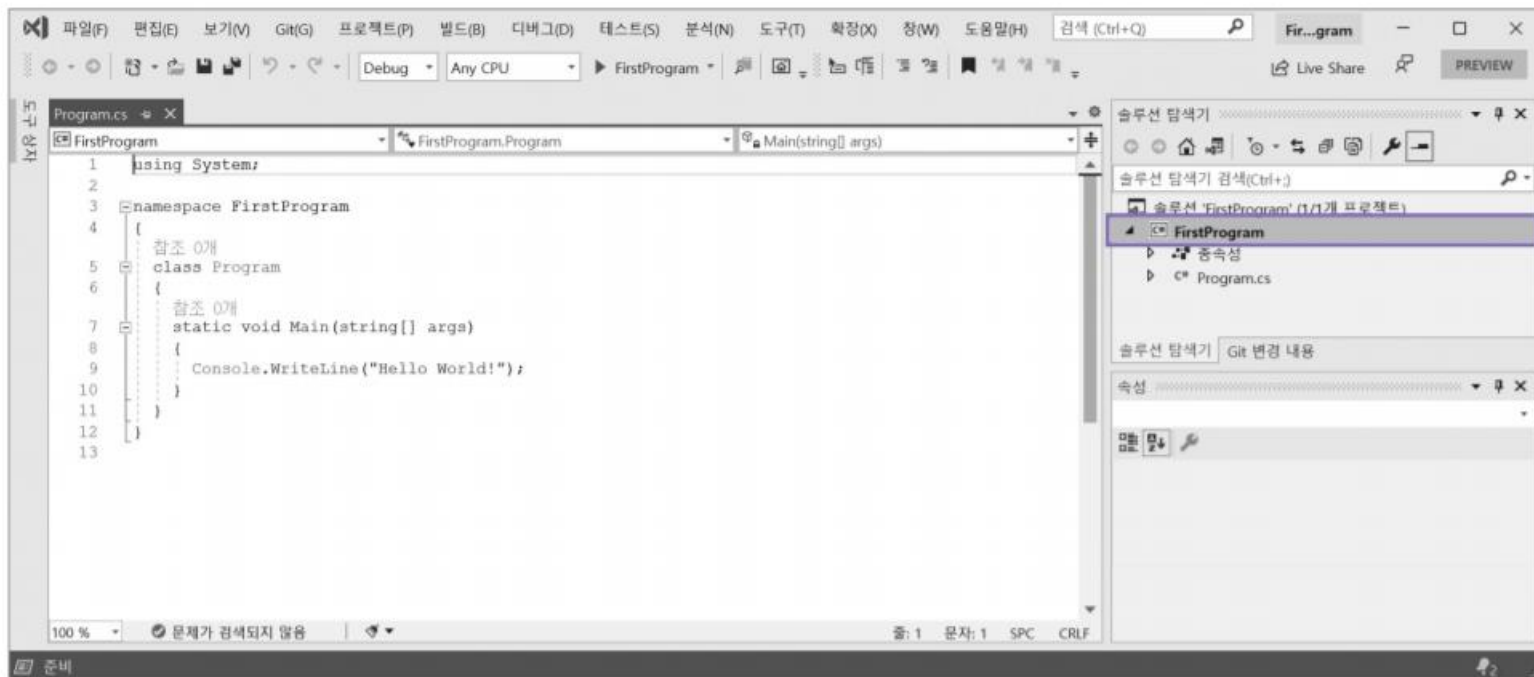 파일(F) 편집(E) 보기(V) Git(G) 프로젝트(P) 빌드(B) 디버그(D) 테스트(S) 분석(N) 도구(T) 확장(X) 창(W) 도움말(H) 검색 (Ctrl+Q) Fir...gram
Debug Any CPU FirstProgram Live Share PREVIEW
도구 상자
Program.cs
FirstProgram FirstProgram.Program Main(string[] args)
1 using System;
2
3 namespace FirstProgram
4 {
참조 0개
5 class Program
6 {
참조 0개
7 static void Main(string[] args)
8 {
9 Console.WriteLine("Hello World!");
10 }
11 }
12 }
13
100 % 문제가 검색되지 않음 줄: 1 문자: 1 SPC CRLF
솔루션 탐색기
솔루션 탐색기 검색(Ctrl+;)
솔루션 'FirstProgram' (1/1개 프로젝트)
FirstProgram
종속성
C# Program.cs
솔루션 탐색기 Git 변경 내용
속성
준비 2